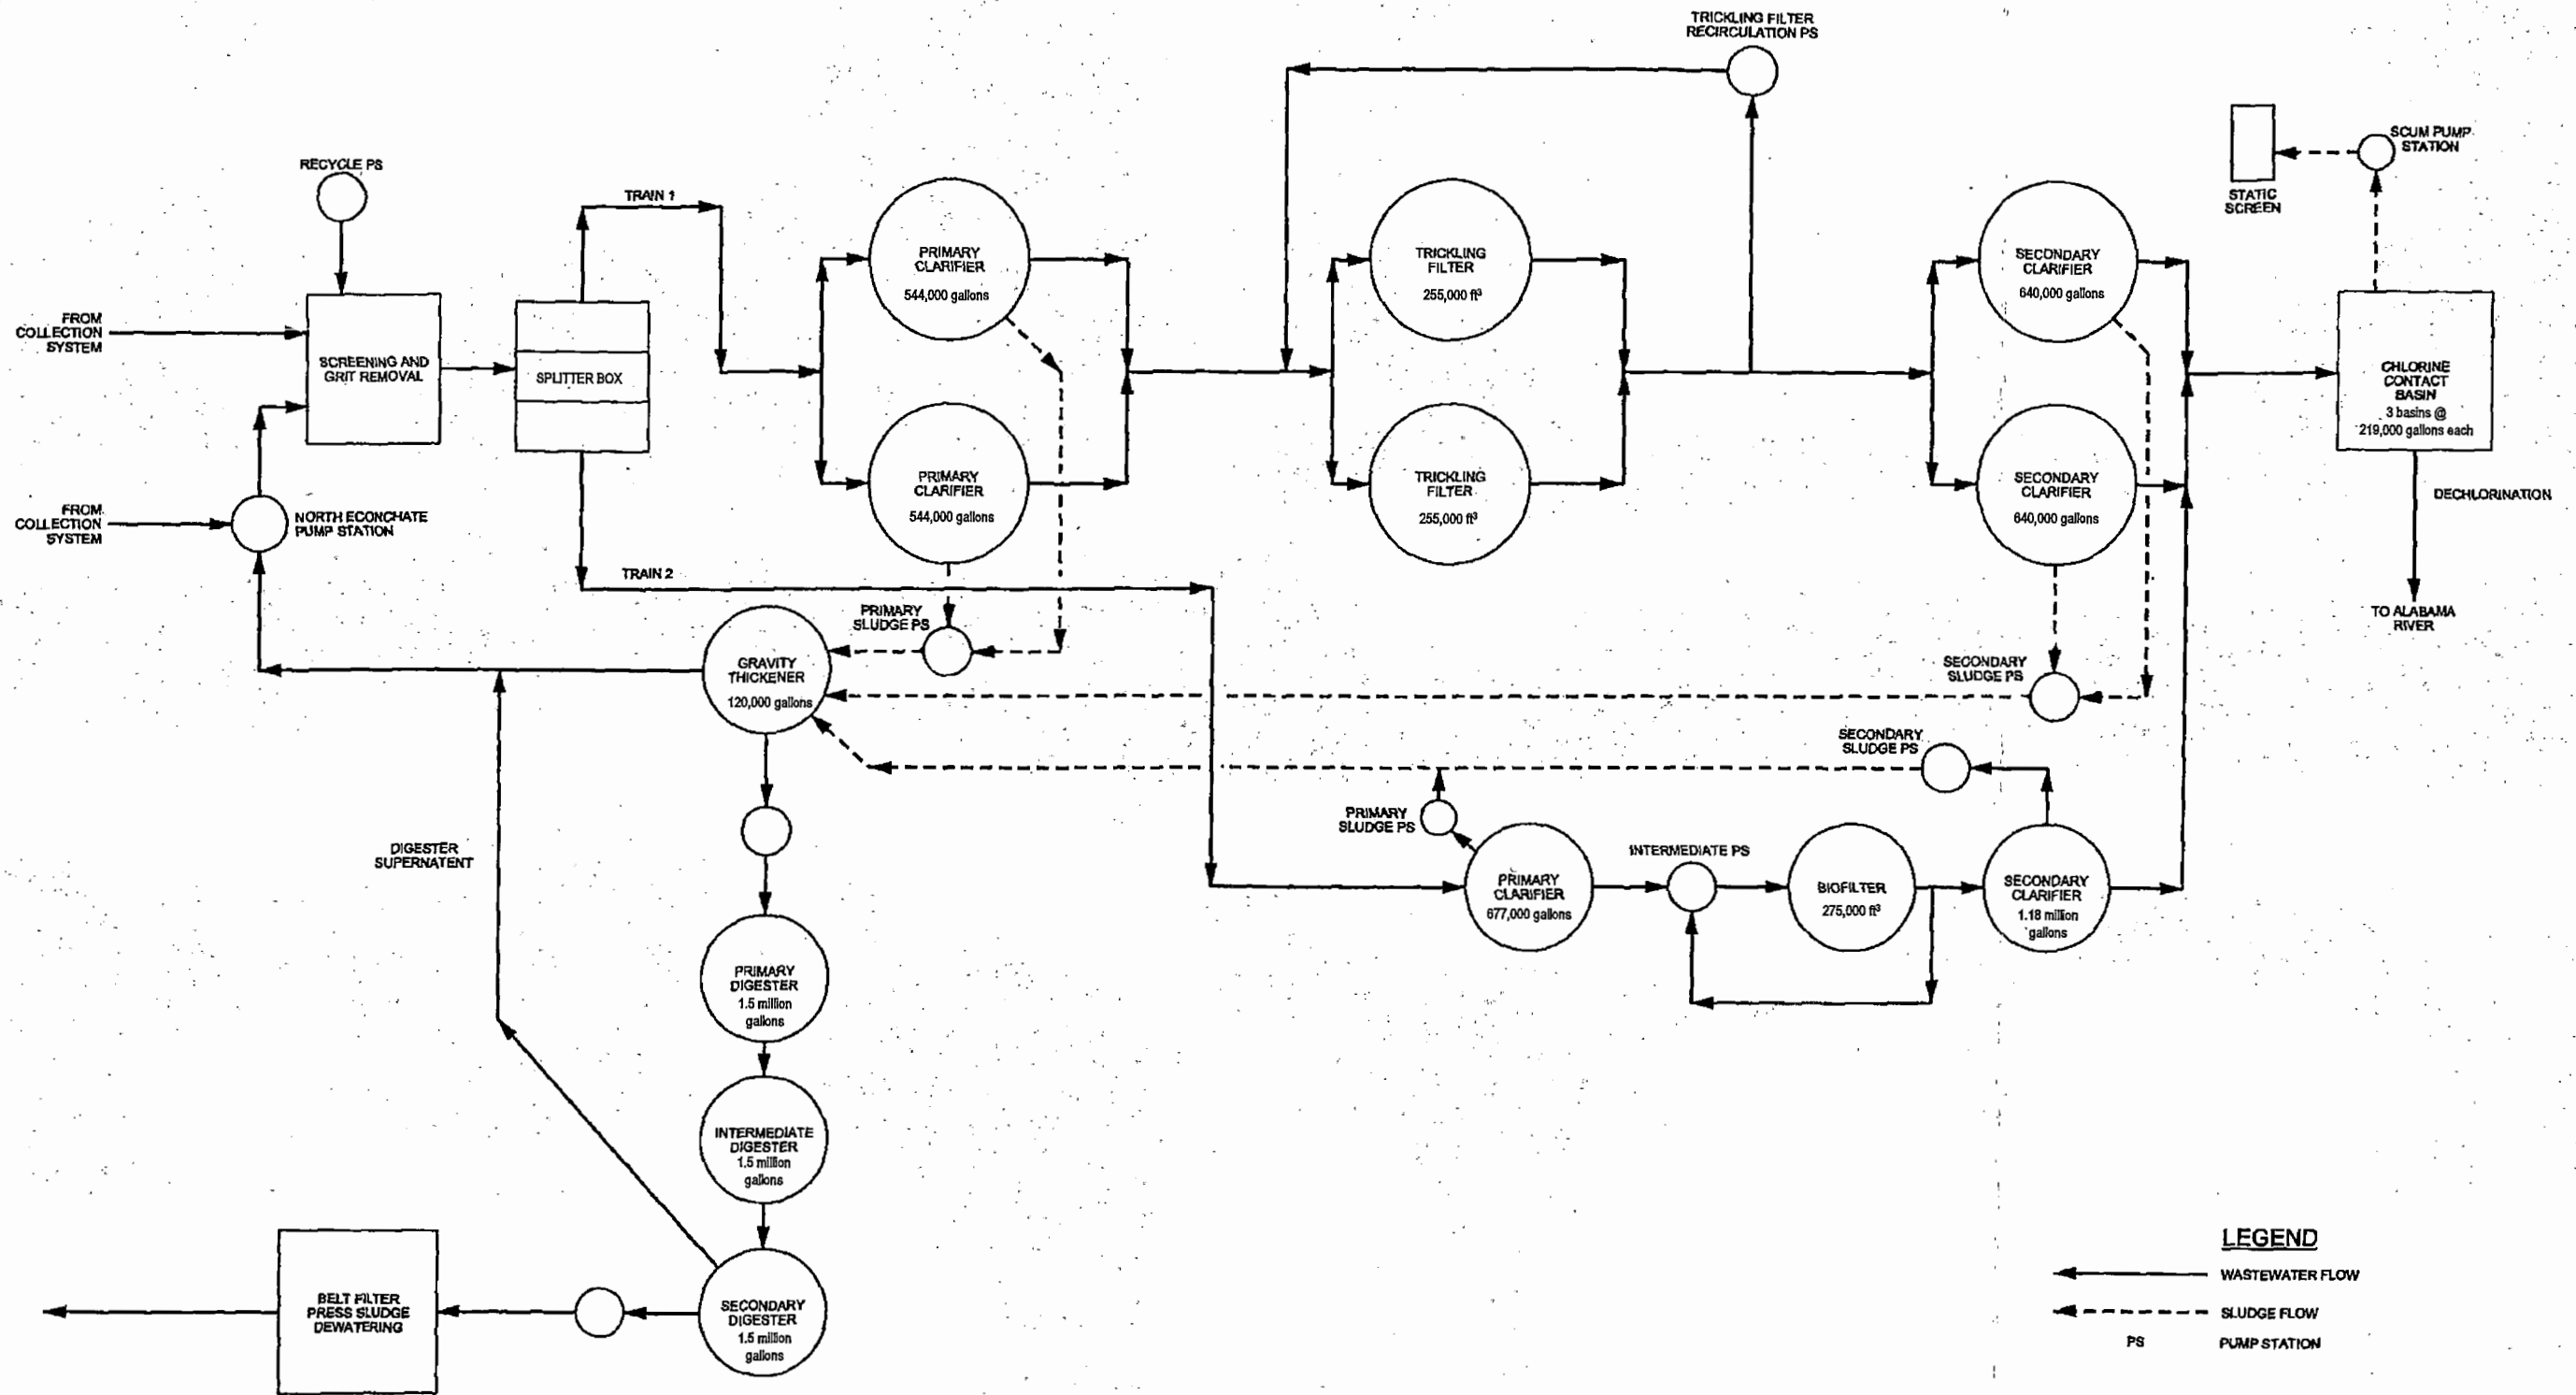 TRICKLING FILTER
RECIRCULATION PS
SCUM PUMP
STATION
STATIC
SCREEN
RECYCLE PS
TRAIN 1
FROM
COLLECTION
SYSTEM
SCREENING AND
GRIT REMOVAL
SPLITTER BOX
PRIMARY
CLARIFIER
544,000 gallons
TRICKLING
FILTER
255,000 ft³
SECONDARY
CLARIFIER
640,000 gallons
CHLORINE
CONTACT
BASIN
3 basins @
219,000 gallons each
PRIMARY
CLARIFIER
544,000 gallons
TRICKLING
FILTER
255,000 ft³
SECONDARY
CLARIFIER
640,000 gallons
DECHLORINATION
FROM
COLLECTION
SYSTEM
NORTH ECONCHATE
PUMP STATION
TRAIN 2
TO ALABAMA
RIVER
PRIMARY
SLUDGE PS
GRAVITY
THICKENER
120,000 gallons
SECONDARY
SLUDGE PS
SECONDARY
SLUDGE PS
PRIMARY
SLUDGE PS
INTERMEDIATE PS
DIGESTER
SUPERNATENT
PRIMARY
CLARIFIER
677,000 gallons
BIOFILTER
275,000 ft³
SECONDARY
CLARIFIER
1.18 million
gallons
PRIMARY
DIGESTER
1.5 million
gallons
INTERMEDIATE
DIGESTER
1.5 million
gallons
SECONDARY
DIGESTER
1.5 million
gallons
BELT FILTER
PRESS SLUDGE
DEWATERING
LEGEND
WASTEWATER FLOW
SLUDGE FLOW
PS PUMP STATION